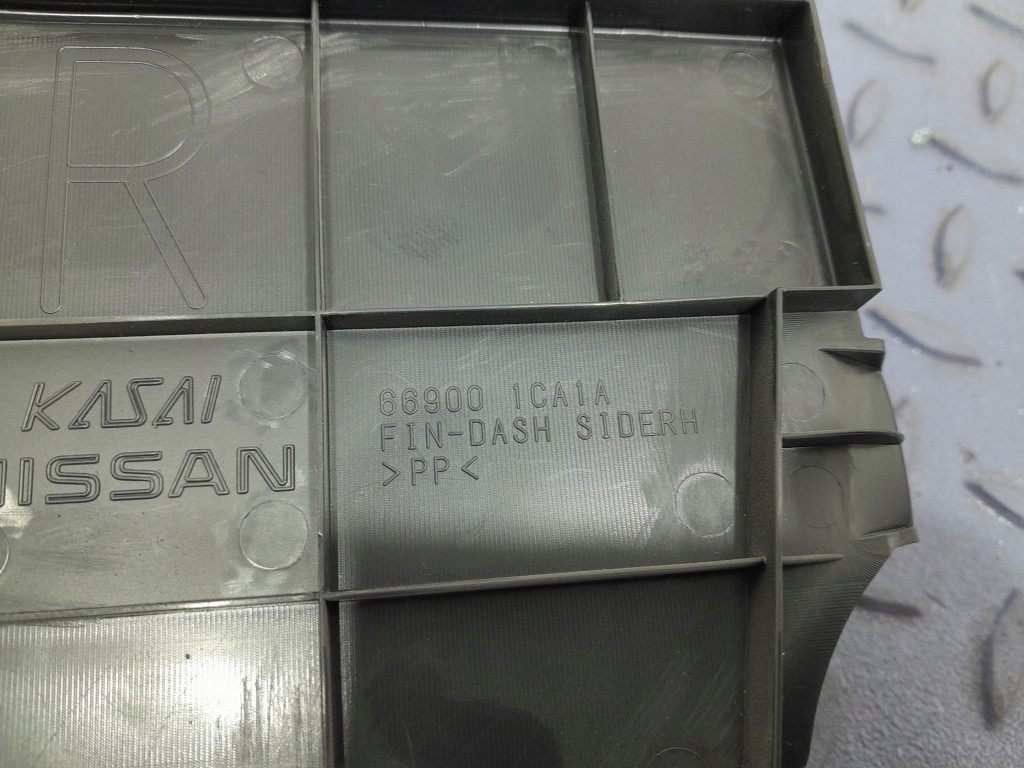 R
KASAI
NISSAN
66900 1CA1A
FIN-DASH SIDERH
>PP<